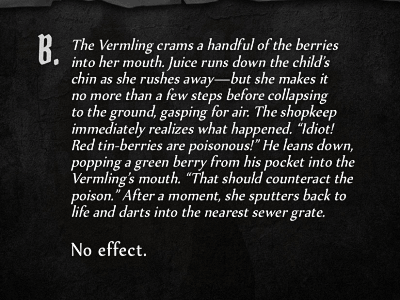 B. The Vermling crams a handful of the berries
into her mouth. Juice runs down the child's
chin as she rushes away—but she makes it
no more than a few steps before collapsing
to the ground, gasping for air. The shopkeep
immediately realizes what happened. “Idiot!
Red tin-berries are poisonous!” He leans down,
popping a green berry from his pocket into the
Vermling's mouth. “That should counteract the
poison.” After a moment, she sputters back to
life and darts into the nearest sewer grate.
No effect.